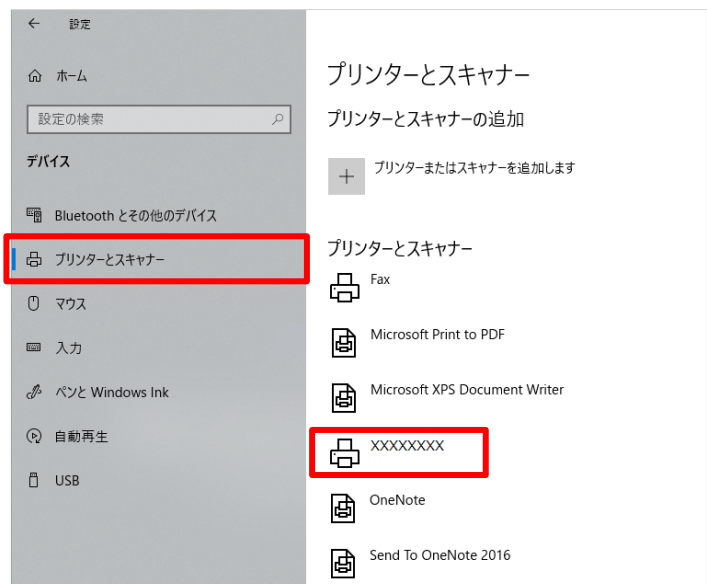 設定
ホーム
設定の検索
デバイス
Bluetooth とその他のデバイス
プリンターとスキャナー
マウス
入力
ペンと Windows Ink
自動再生
USB
プリンターとスキャナー
プリンターとスキャナーの追加
プリンターまたはスキャナーを追加します
プリンターとスキャナー
Fax
Microsoft Print to PDF
Microsoft XPS Document Writer
XXXXXXXX
OneNote
Send To OneNote 2016